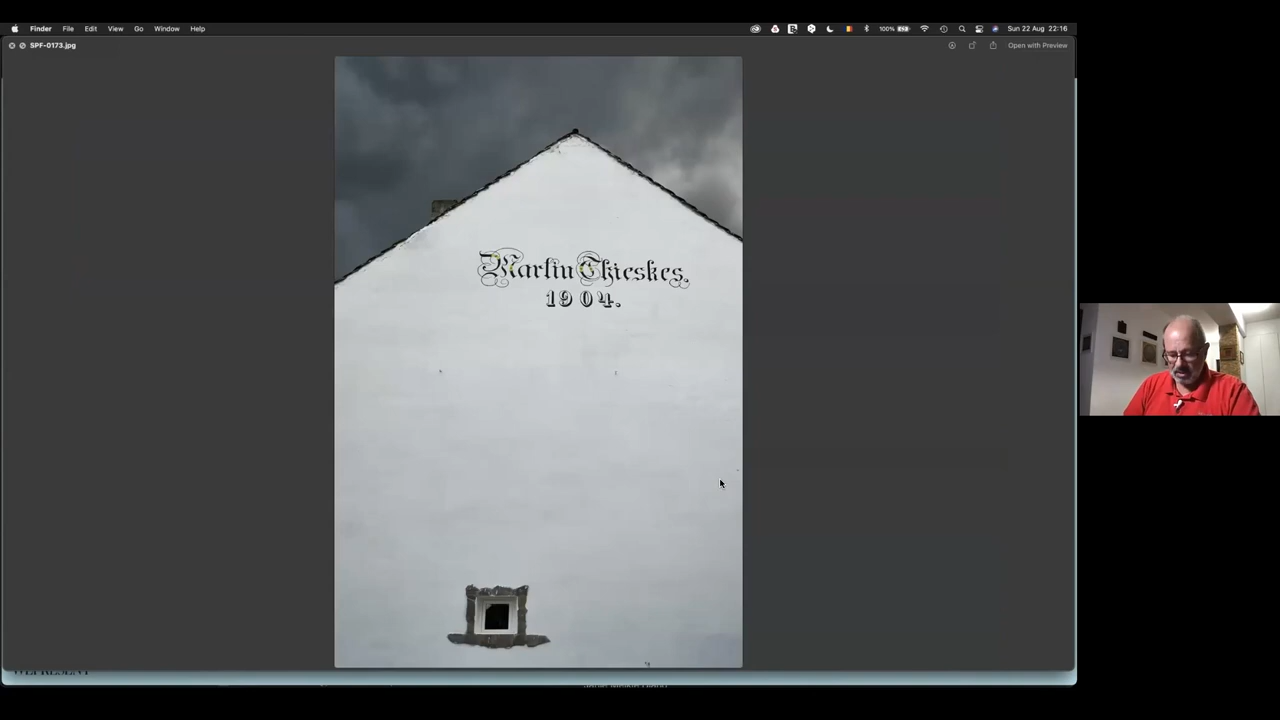 Finder File Edit View Go Window Help 100% Sun 22 Aug 22:16
SPF-0173.jpg Open with Preview
Martin Thieskes.
1904.